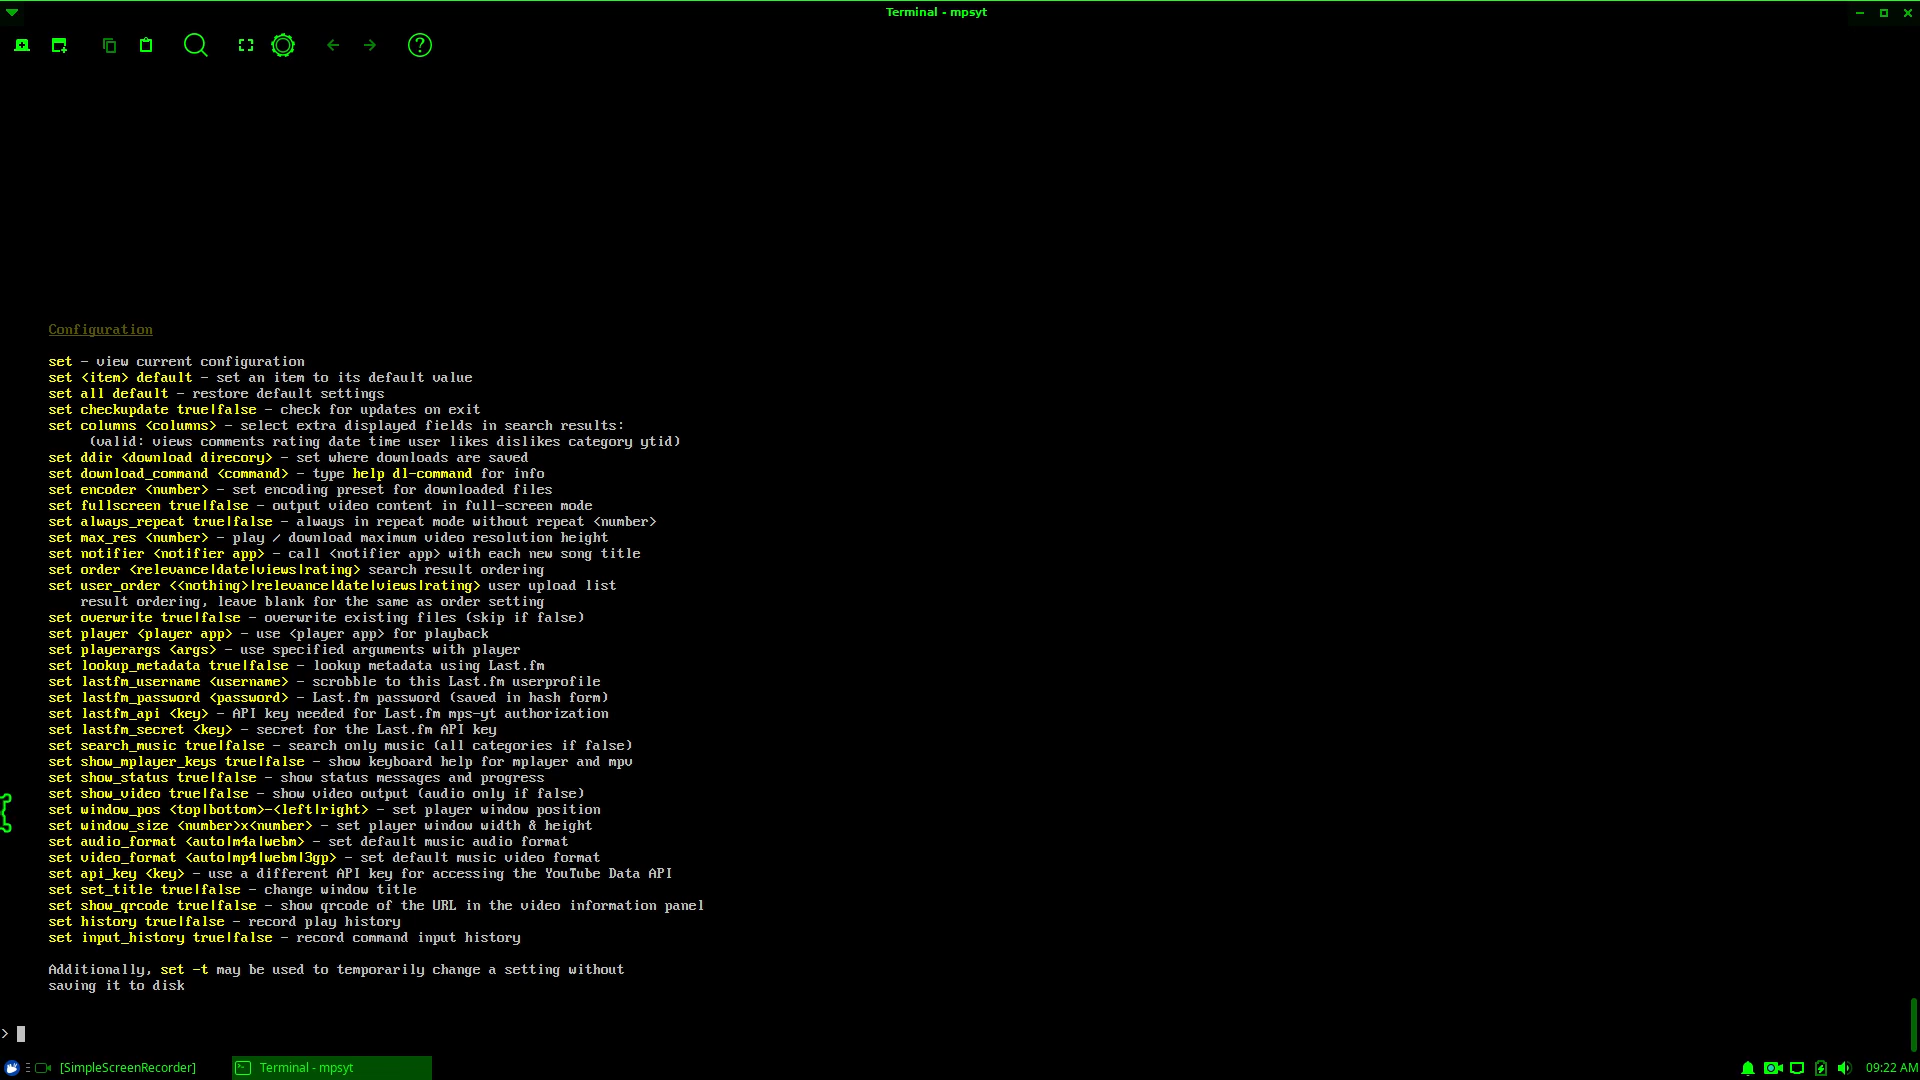 Terminal - mpsyt
Configuration
set - view current configuration
set <item> default - set an item to its default value
set all default - restore default settings
set checkupdate true|false - check for updates on exit
set columns <columns> - select extra displayed fields in search results:
(valid: views comments rating date time user likes dislikes category ytid)
set ddir <download direcory> - set where downloads are saved
set download_command <command> - type help dl-command for info
set encoder <number> - set encoding preset for downloaded files
set fullscreen true|false - output video content in full-screen mode
set always_repeat true|false - always in repeat mode without repeat <number>
set max_res <number> - play / download maximum video resolution height
set notifier <notifier app> - call <notifier app> with each new song title
set order <relevance|date|views|rating> search result ordering
set user_order <<nothing>|relevance|date|views|rating> user upload list
result ordering, leave blank for the same as order setting
set overwrite true|false - overwrite existing files (skip if false)
set player <player app> - use <player app> for playback
set playerargs <args> - use specified arguments with player
set lookup_metadata true|false - lookup metadata using Last.fm
set lastfm_username <username> - scrobble to this Last.fm userprofile
set lastfm_password <password> - Last.fm password (saved in hash form)
set lastfm_api <key> - API key needed for Last.fm mps-yt authorization
set lastfm_secret <key> - secret for the Last.fm API key
set search_music true|false - search only music (all categories if false)
set show_mplayer_keys true|false - show keyboard help for mplayer and mpv
set show_status true|false - show status messages and progress
set show_video true|false - show video output (audio only if false)
set window_pos <top|bottom>-<left|right> - set player window position
set window_size <number>x<number> - set player window width & height
set audio_format <auto|m4a|webm> - set default music audio format
set video_format <auto|mp4|webm|3gp> - set default music video format
set api_key <key> - use a different API key for accessing the YouTube Data API
set set_title true|false - change window title
set show_qrcode true|false - show qrcode of the URL in the video information panel
set history true|false - record play history
set input_history true|false - record command input history
Additionally, set -t may be used to temporarily change a setting without
saving it to disk
>
[SimpleScreenRecorder] Terminal - mpsyt 09:22 AM